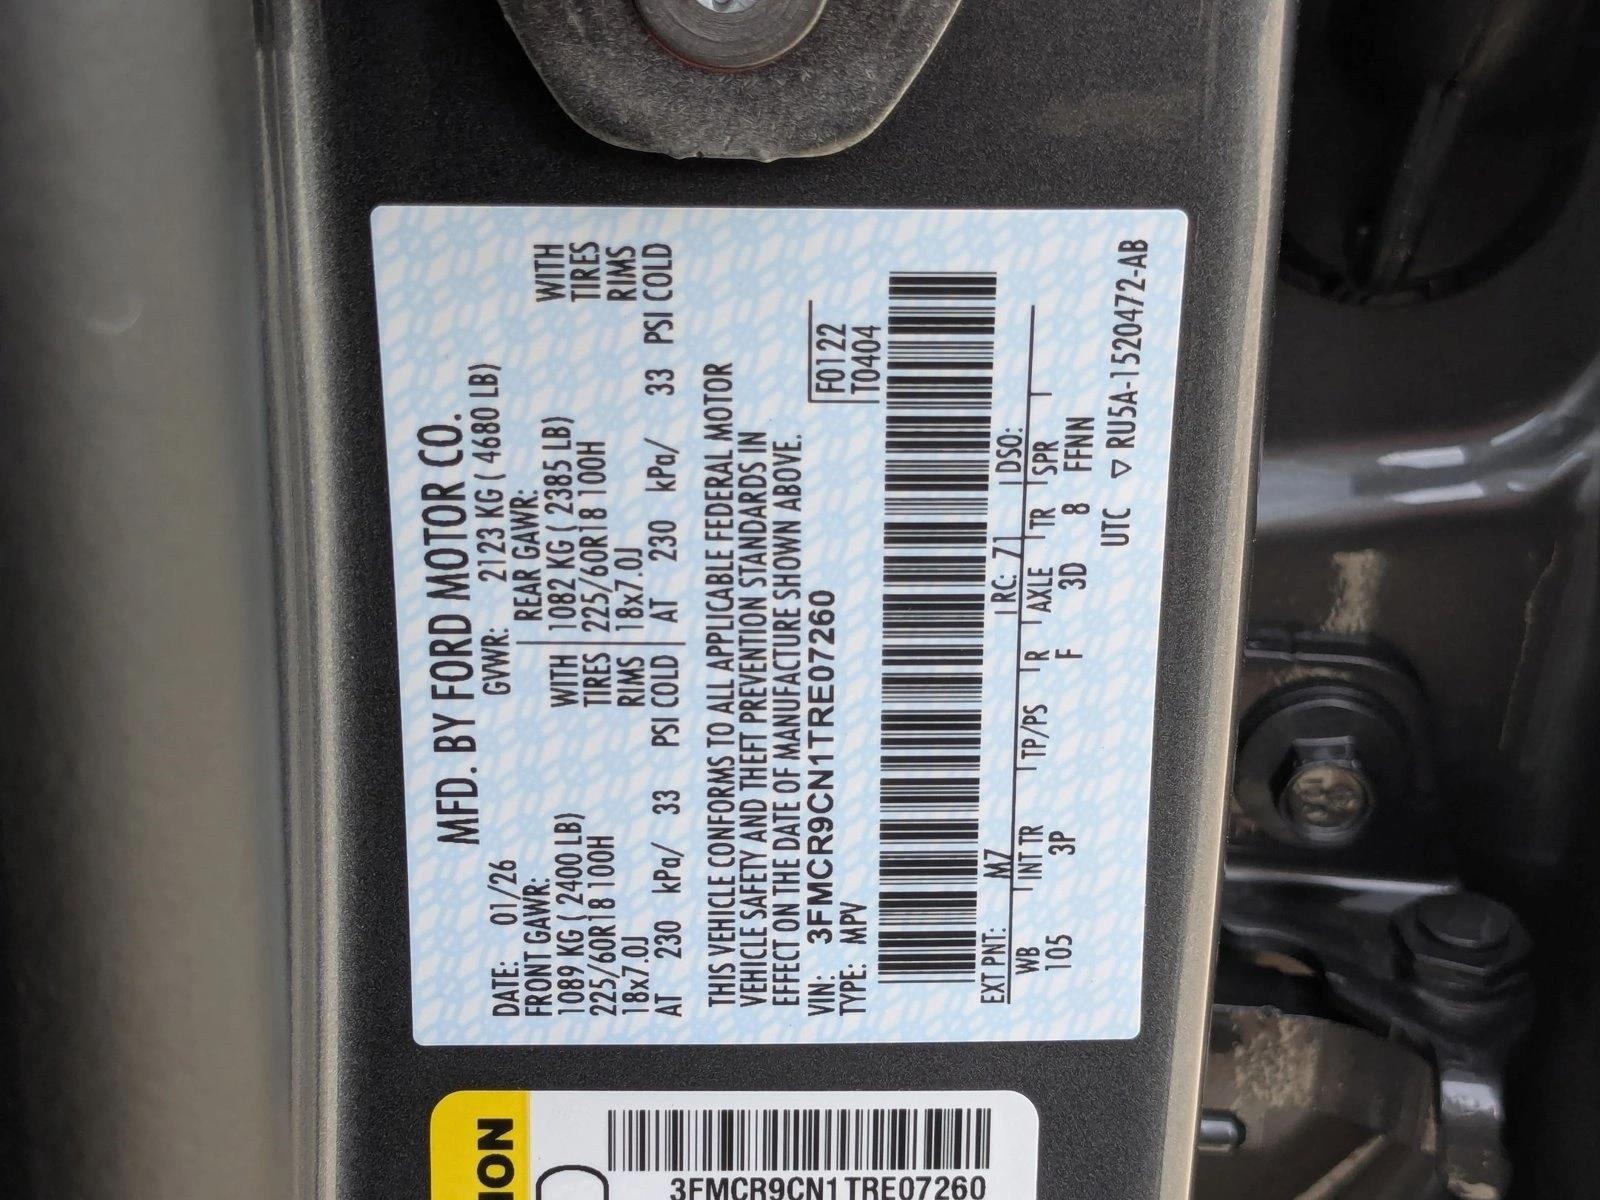 MFD. BY FORD MOTOR CO.
DATE: 01/26 GVWR: 2123 KG ( 4680 LB)
FRONT GAWR: REAR GAWR:
1089 KG ( 2400 LB) WITH 1082 KG ( 2385 LB) WITH
225/60R18 100H TIRES 225/60R18 100H TIRES
18x7.0J RIMS 18x7.0J RIMS
AT 230 kPa/ 33 PSI COLD AT 230 kPa/ 33 PSI COLD
THIS VEHICLE CONFORMS TO ALL APPLICABLE FEDERAL MOTOR
VEHICLE SAFETY AND THEFT PREVENTION STANDARDS IN
EFFECT ON THE DATE OF MANUFACTURE SHOWN ABOVE.
VIN: 3FMCR9CN1TRE07260 F0122
TYPE: MPV T0404
EXT PNT: M7 RC: 71 DSO:
WB INT TR TP/PS R AXLE TR SPR
105 3P F 3D 8 FFNN
UTC ▽ RU5A-1520472-AB
3FMCR9CN1TRE07260